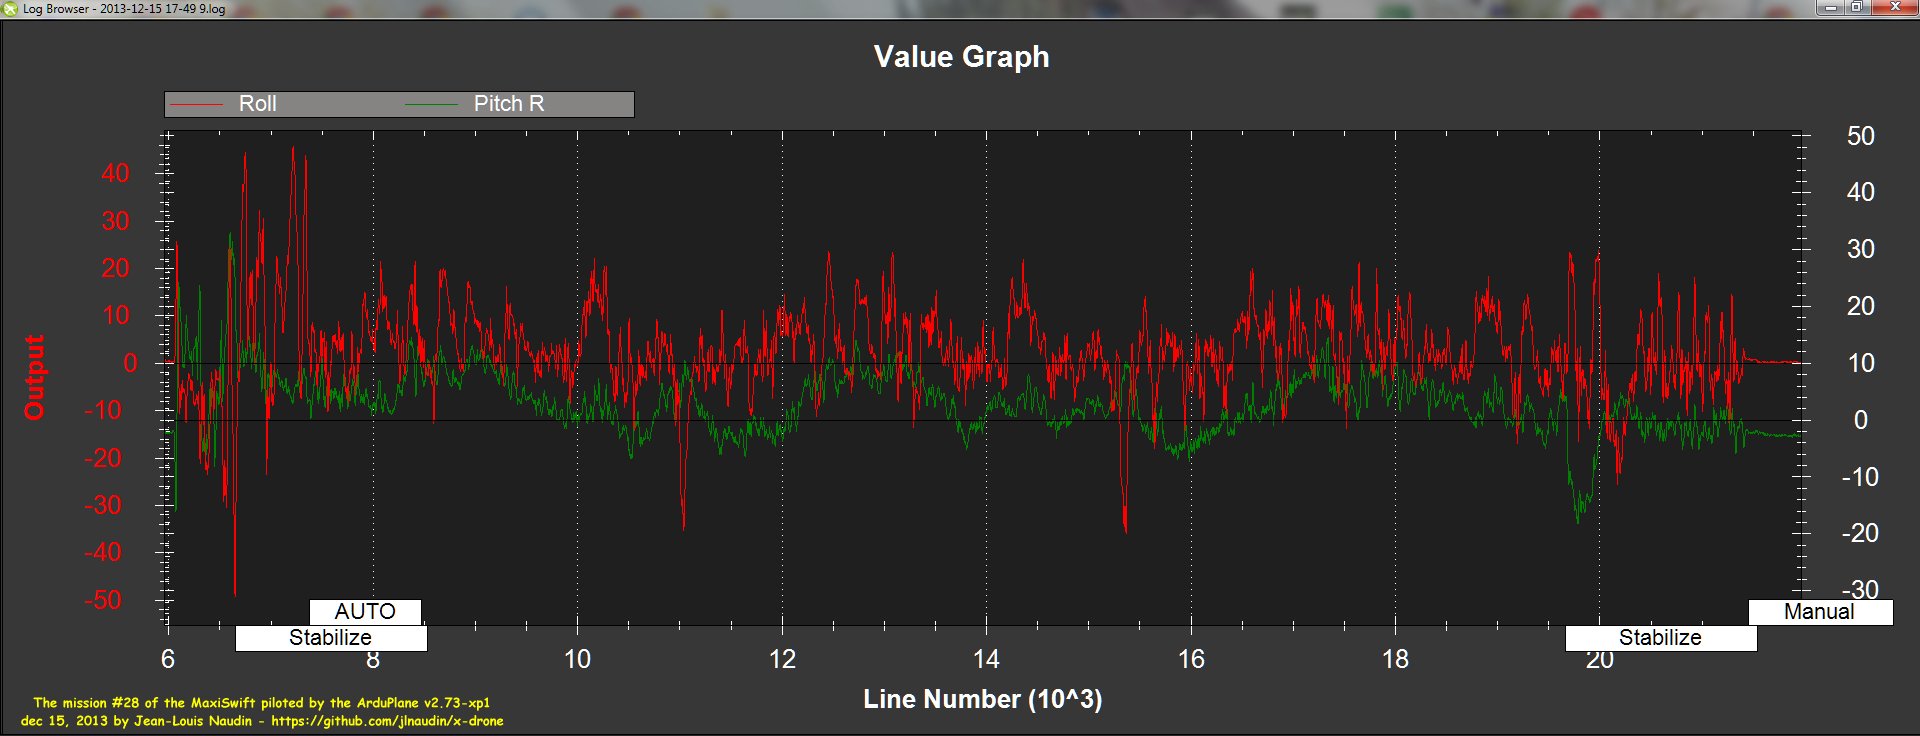 Log Browser - 2013-12-15 17-49 9.log
Value Graph
Roll Pitch R
40
30
20
10
0
-10
-20
-30
-40
-50
Output
50
40
30
20
10
0
-10
-20
-30
AUTO
Manual
Stabilize
Stabilize
6 8 10 12 14 16 18 20
Line Number (10^3)
The mission #28 of the MaxiSwift piloted by the ArduPlane v2.73-xp1
dec 15, 2013 by Jean-Louis Naudin - https://github.com/jlnaudin/x-drone